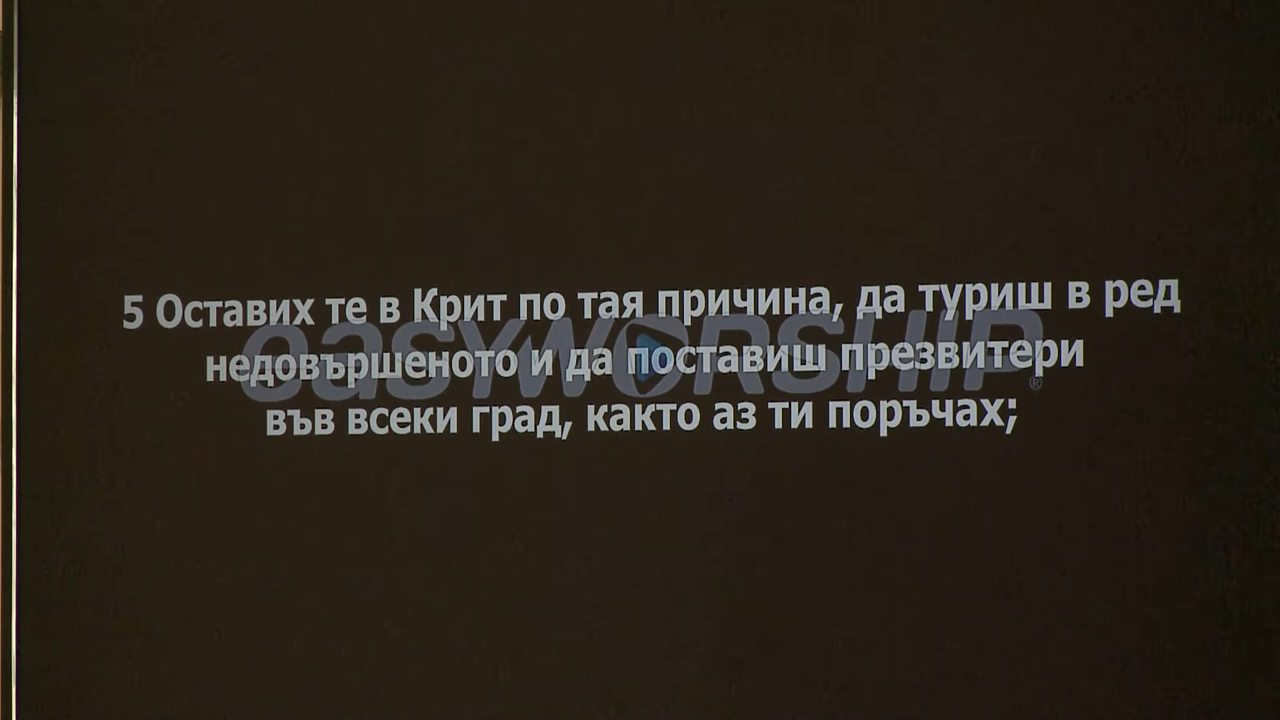 5 Оставих те в Крит по тая причина, да туриш в ред
недовършеното и да поставиш презвитери
във всеки град, както аз ти поръчах;
easyWORSHIP®